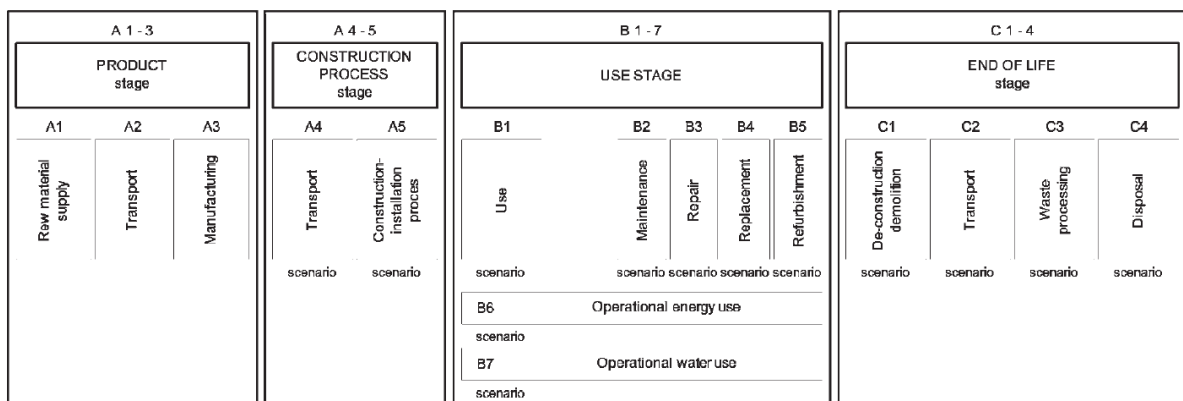 A 1 - 3
PRODUCT
stage
A1
A2
A3
Rew material
supply
Transport
Manufacturing
A 4 - 5
CONSTRUCTION
PROCESS
stage
A4
A5
Transport
Construction-
installation
proces
scenario
scenario
B 1 - 7
USE STAGE
B1
B2
B3
B4
B5
Use
Maintenance
Repair
Replacement
Refurbishment
scenario
scenario
scenario
scenario
scenario
B6
Operational energy use
scenario
B7
Operational water use
scenario
C 1 - 4
END OF LIFE
stage
C1
C2
C3
C4
De-construction
demolition
Transport
Waste
processing
Disposal
scenario
scenario
scenario
scenario